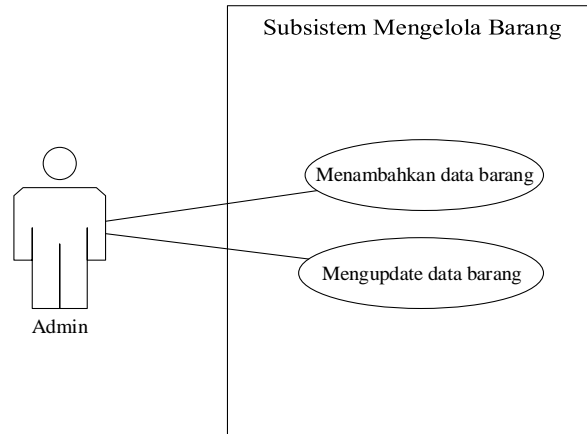 Subsistem Mengelola Barang
Menambahkan data barang
Mengupdate data barang
Admin